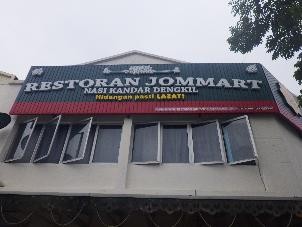 RESTORAN JOMMART
NASI KANDAR DENGKIL
Hidangan pasti LAZAT!